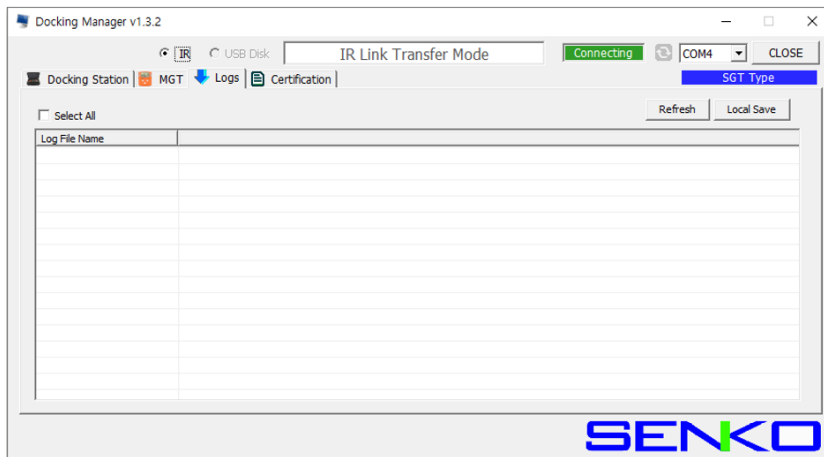 Docking Manager v1.3.2
IR USB Disk IR Link Transfer Mode Connecting COM4 CLOSE
Docking Station MGT Logs Certification SGT Type
Select All Refresh Local Save
Log File Name
SENKO